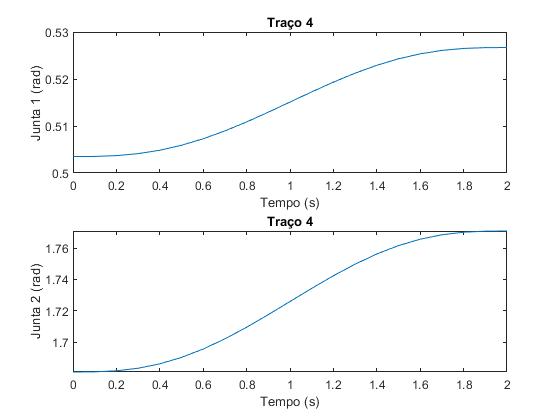 Traço 4
0.53
0.52
0.51
0.5
Junta 1 (rad)
0 0.2 0.4 0.6 0.8 1 1.2 1.4 1.6 1.8 2
Tempo (s)
Traço 4
1.76
1.74
1.72
1.7
Junta 2 (rad)
0 0.2 0.4 0.6 0.8 1 1.2 1.4 1.6 1.8 2
Tempo (s)